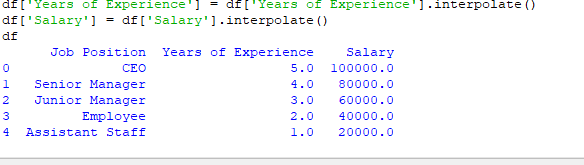 df['Years of Experience'] = df['Years of Experience'].interpolate()
df['Salary'] = df['Salary'].interpolate()
df
Job Position Years of Experience Salary
0 CEO 5.0 100000.0
1 Senior Manager 4.0 80000.0
2 Junior Manager 3.0 60000.0
3 Employee 2.0 40000.0
4 Assistant Staff 1.0 20000.0